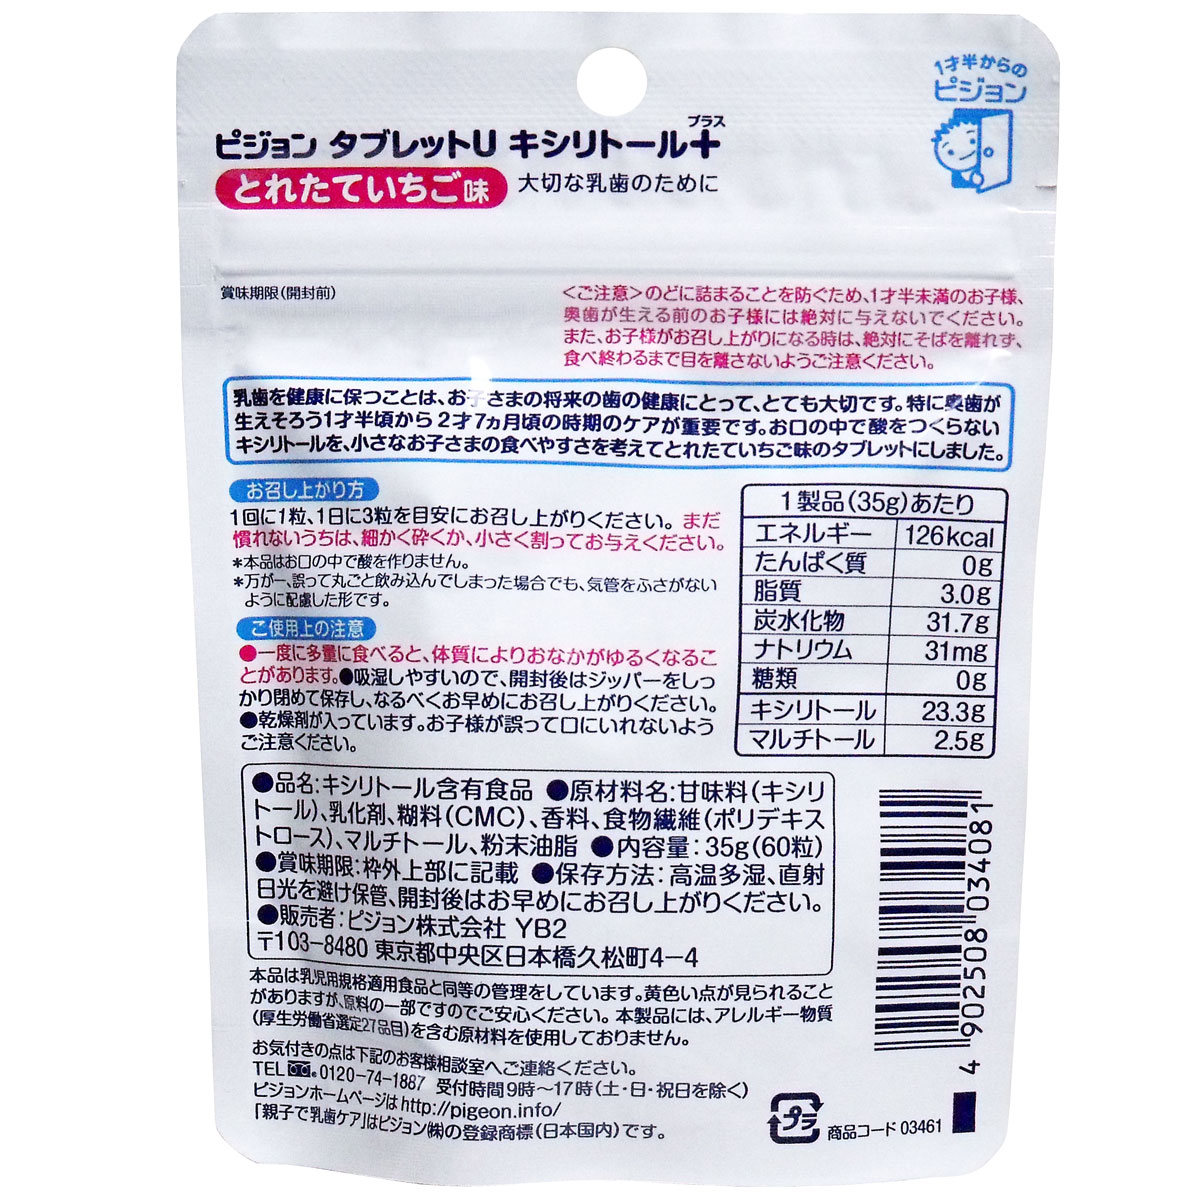 1才半からの
ピジョン
プラス
ピジョン タブレットU キシリトール+
とれたていちご味 大切な乳歯のために
賞味期限(開封前)
<ご注意>のどに詰まることを防ぐため、1才半未満のお子様、
奥歯が生える前のお子様には絶対に与えないでください。
また、お子様がお召し上がりになる時は、絶対にそばを離れず、
食べ終わるまで目を離さないようご注意ください。
乳歯を健康に保つことは、お子さまの将来の歯の健康にとって、とても大切です。特に奥歯が
生えそろう1才半頃から2才7ヵ月頃の時期のケアが重要です。お口の中で酸をつくらない
キシリトールを、小さなお子さまの食べやすさを考えてとれたていちご味のタブレットにしました。
お召し上がり方
1回に1粒、1日に3粒を目安にお召し上がりください。まだ
慣れないうちは、細かく砕くか、小さく割ってお与えください。
*本品はお口の中で酸を作りません。
*万が一、誤って丸ごと飲み込んでしまった場合でも、気管をふさがない
ように配慮した形です。
ご使用上の注意
●一度に多量に食べると、体質によりおなかがゆるくなるこ
とがあります。●吸湿しやすいので、開封後はジッパーをしっ
かり閉めて保存し、なるべくお早めにお召し上がりください。
●乾燥剤が入っています。お子様が誤って口にいれないよう
ご注意ください。
1製品(35g)あたり
エネルギー 126kcal
たんぱく質 0g
脂質 3.0g
炭水化物 31.7g
ナトリウム 31mg
糖類 0g
キシリトール 23.3g
マルチトール 2.5g
●品名:キシリトール含有食品 ●原材料名:甘味料(キシリ
トール)、乳化剤、糊料(CMC)、香料、食物繊維(ポリデキス
トロース)、マルチトール、粉末油脂 ●内容量:35g(60粒)
●賞味期限:枠外上部に記載 ●保存方法:高温多湿、直射
日光を避け保管、開封後はお早めにお召し上がりください。
●販売者:ピジョン株式会社 YB2
〒103-8480 東京都中央区日本橋久松町4-4
本品は乳児用規格適用食品と同等の管理をしています。黄色い点が見られること
がありますが、原料の一部ですのでご安心ください。本製品には、アレルギー物質
(厚生労働省選定27品目)を含む原材料を使用しておりません。
お気付きの点は下記のお客様相談室へご連絡ください。
TEL 0120-74-1887 受付時間9時〜17時(土・日・祝日を除く)
ピジョンホームページはhttp://pigeon.info/
「親子で乳歯ケア」はピジョン(株)の登録商標(日本国内)です。
4 902508 034081
プラ
商品コード 03461